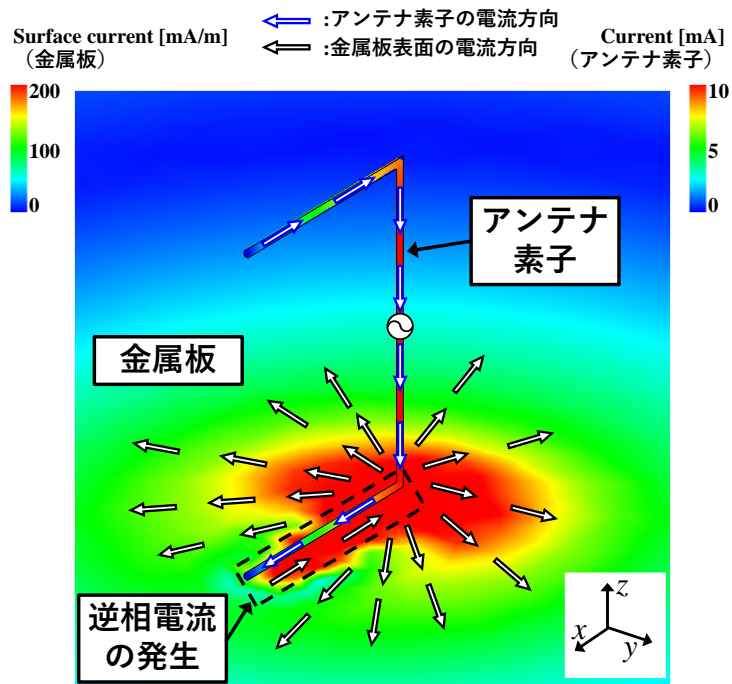 :アンテナ素子の電流方向
:金属板表面の電流方向
Surface current [mA/m]
(金属板)
Current [mA]
(アンテナ素子)
200
100
0
10
5
0
アンテナ
素子
金属板
逆相電流
の発生
z
x
y